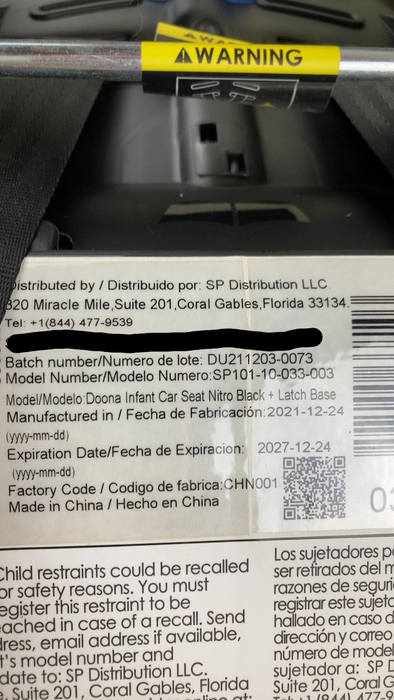 WARNING
Distributed by / Distribuido por: SP Distribution LLC
320 Miracle Mile,Suite 201,Coral Gables,Florida 33134.
Tel: +1(844) 477-9539
Batch number/Numero de lote: DU211203-0073
Model Number/Modelo Numero:SP101-10-033-003
Model/Modelo:Doona Infant Car Seat Nitro Black + Latch Base
Manufactured in / Fecha de Fabricación:2021-12-24
(yyyy-mm-dd)
Expiration Date/Fecha de Expiracion: 2027-12-24
(yyyy-mm-dd)
Factory Code / Codigo de fabrica:CHN001
Made in China / Hecho en China
Child restraints could be recalled
or safety reasons. You must
egister this restraint to be
eached in case of a recall. Send
dress, email address if available,
t's model number and
date to: SP Distribution LLC,
Suite 201, Coral Gables, Florida
Los sujetadores p
ser retirados del m
razones de seguri
registrar este sujeta
hallado en caso d
dirección y correo
número de model
sujetador a: SP D
Suite 201, Coral G